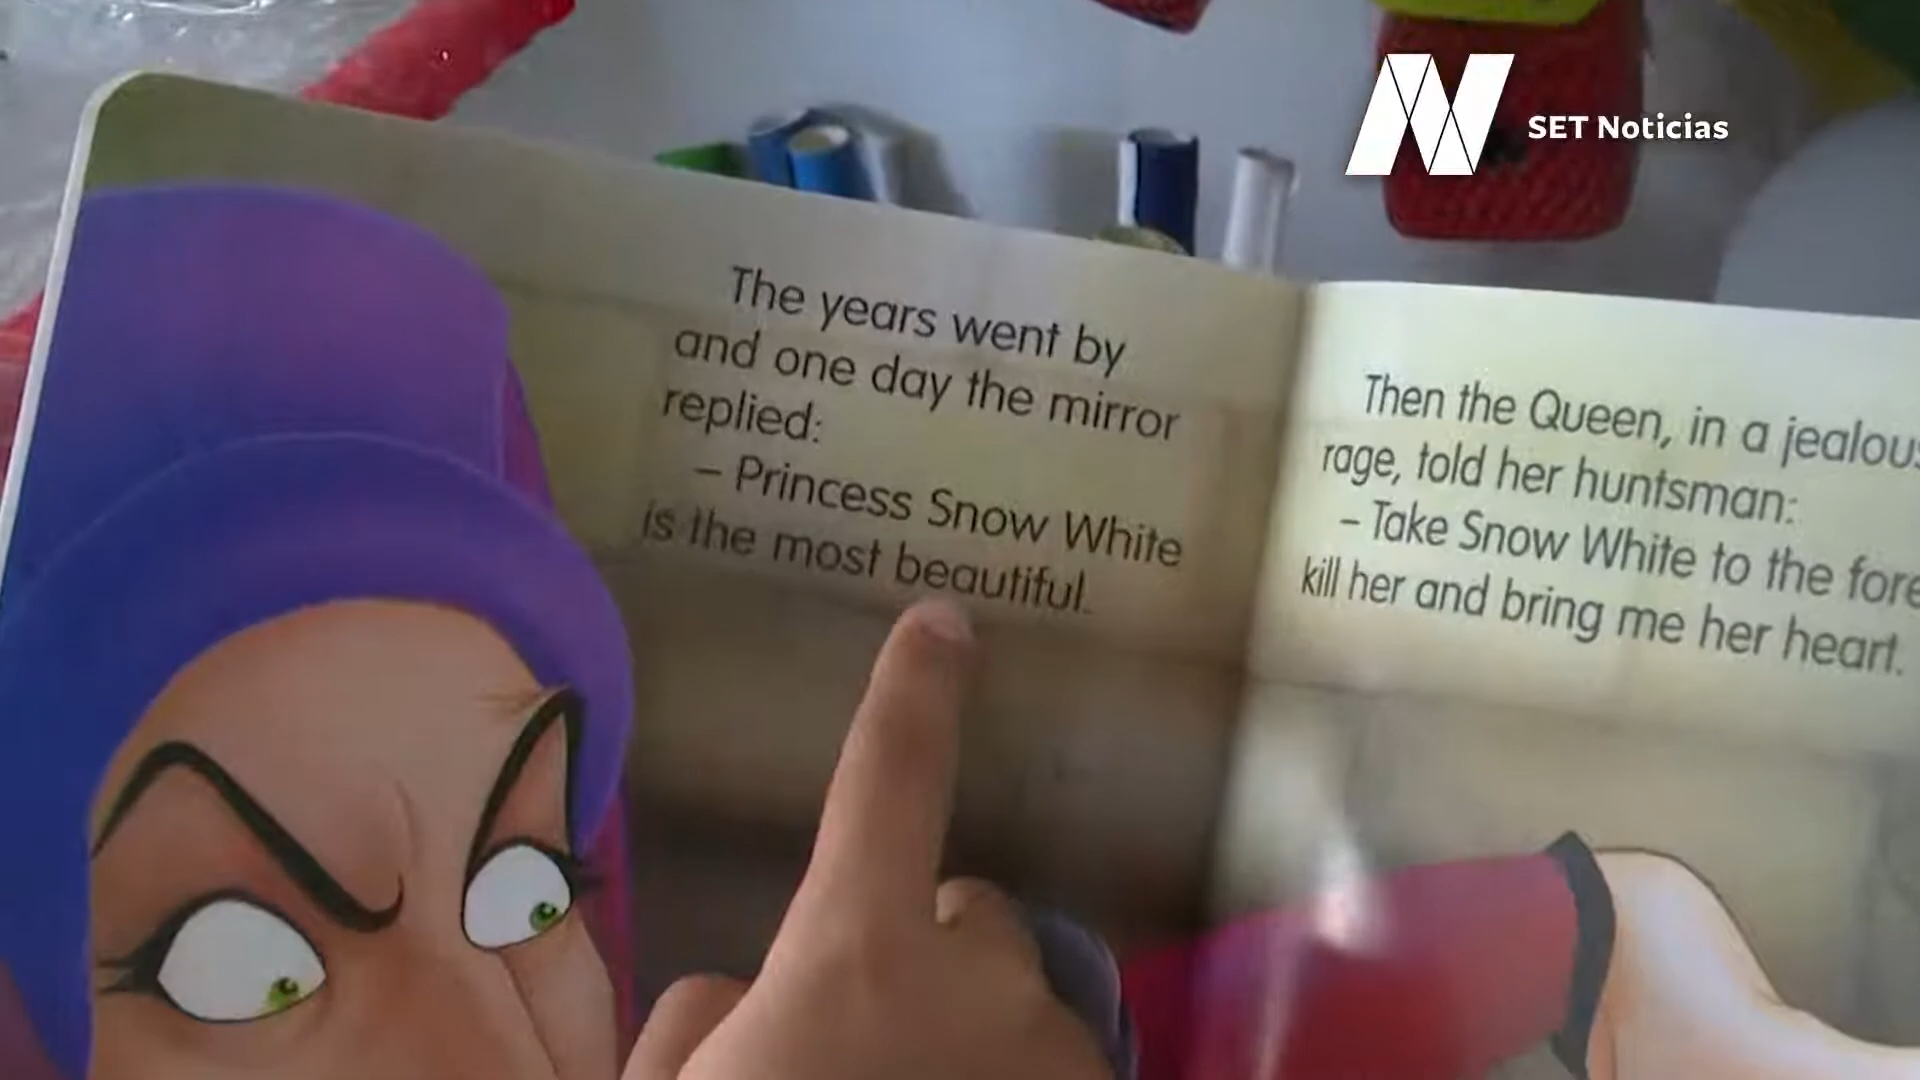 SET Noticias
The years went by
and one day the mirror
replied:
– Princess Snow White
is the most beautiful.
Then the Queen, in a jealous
rage, told her huntsman:
– Take Snow White to the fore
kill her and bring me her heart.